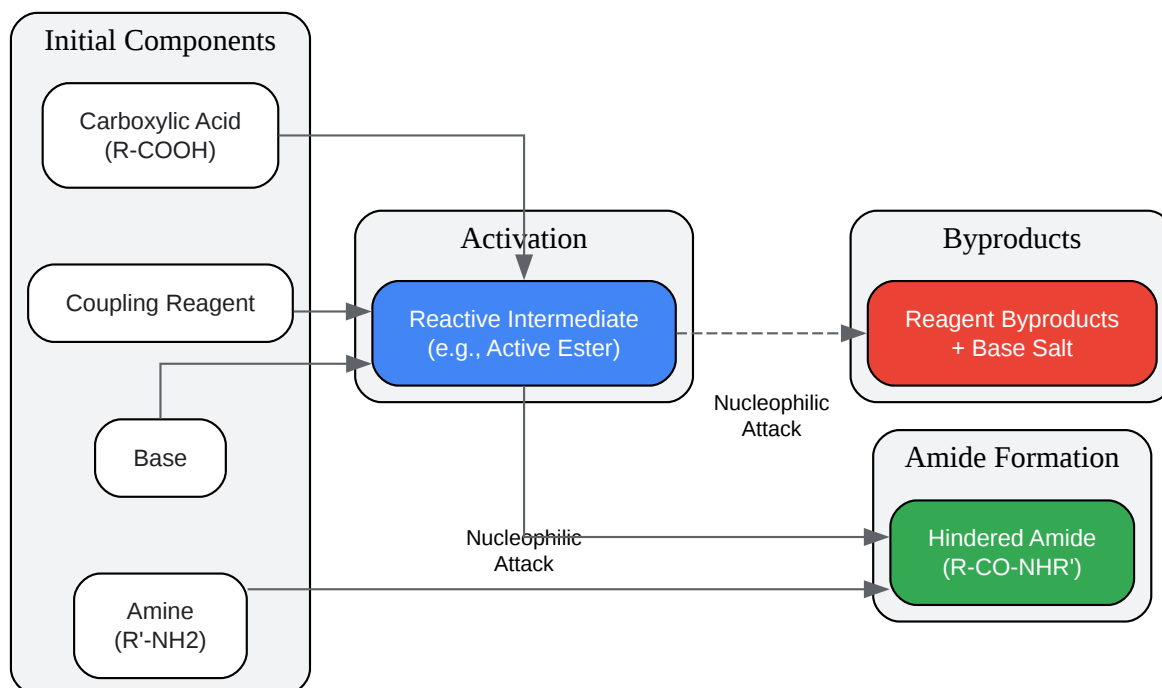 Initial Components
Carboxylic Acid
(R-COOH)
Coupling Reagent
Base
Amine
(R'-NH2)
Activation
Reactive Intermediate
(e.g., Active Ester)
Byproducts
Reagent Byproducts
+ Base Salt
Nucleophilic
Attack
Nucleophilic
Attack
Amide Formation
Hindered Amide
(R-CO-NHR')